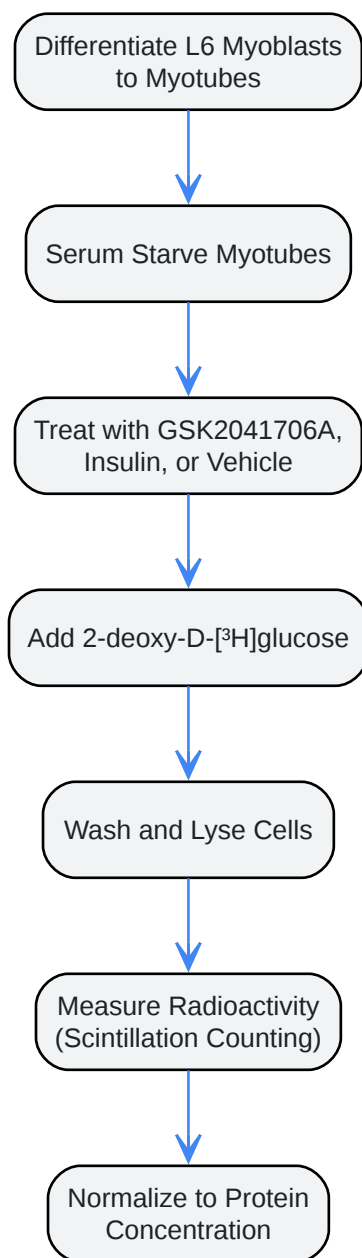 Differentiate L6 Myoblasts
to Myotubes
Serum Starve Myotubes
Treat with GSK2041706A,
Insulin, or Vehicle
Add 2-deoxy-D-[³H]glucose
Wash and Lyse Cells
Measure Radioactivity
(Scintillation Counting)
Normalize to Protein
Concentration